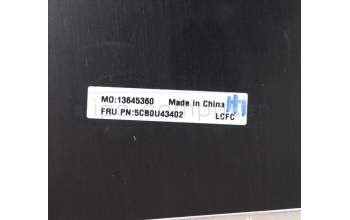 MO:13645360 Made in China
FRU PN:5CB0U43402 LCFC